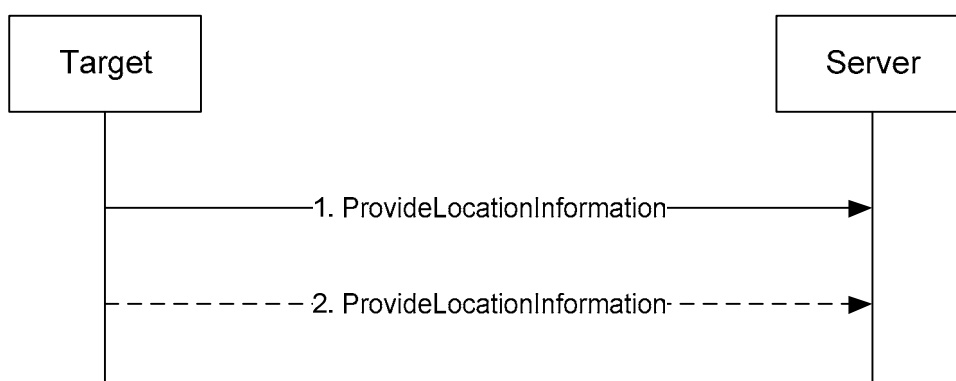 Target
Server
1. ProvideLocationInformation
2. ProvideLocationInformation